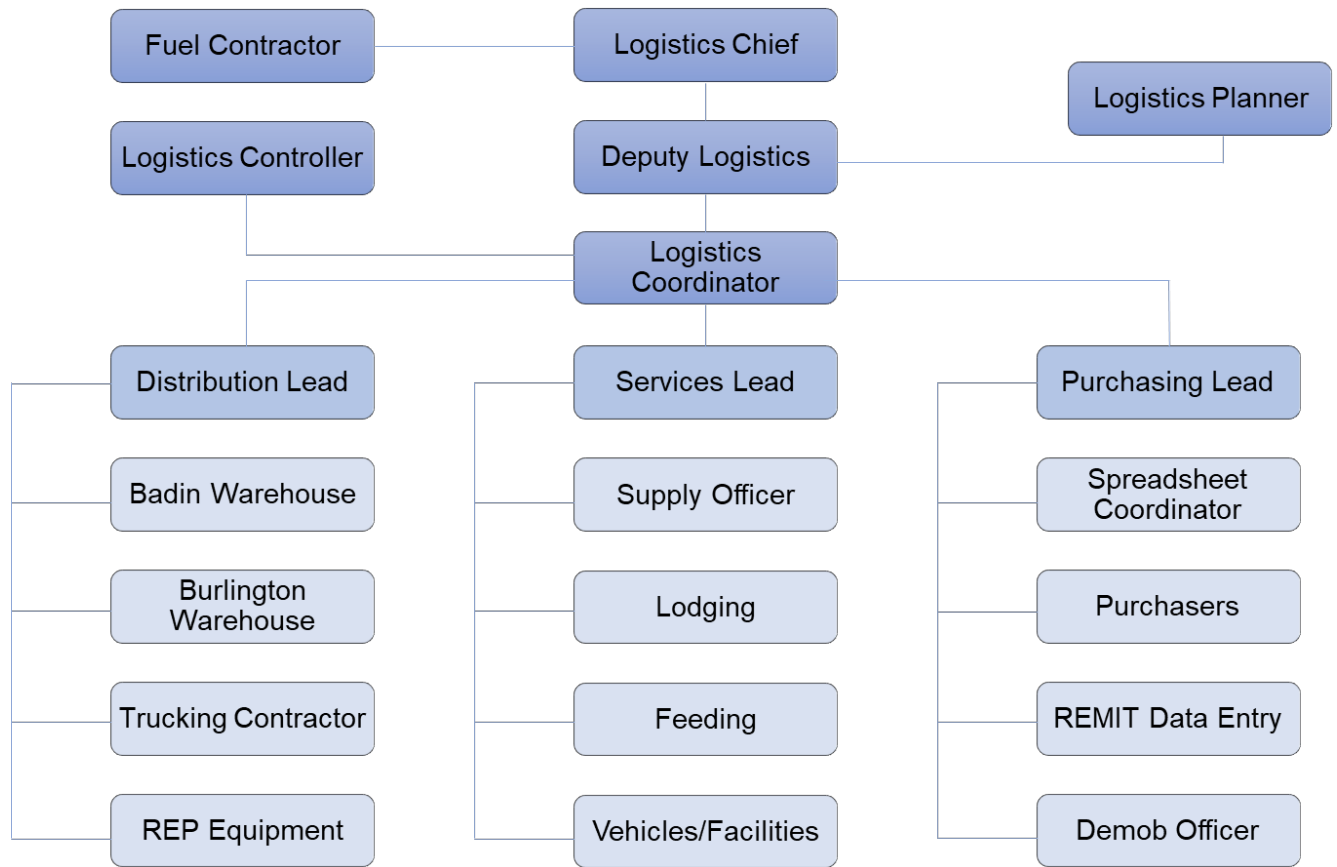 Fuel Contractor
Logistics Chief
Logistics Planner
Logistics Controller
Deputy Logistics
Logistics
Coordinator
Distribution Lead
Services Lead
Purchasing Lead
Badin Warehouse
Supply Officer
Spreadsheet
Coordinator
Burlington
Warehouse
Lodging
Purchasers
Trucking Contractor
Feeding
REMIT Data Entry
REP Equipment
Vehicles/Facilities
Demob Officer